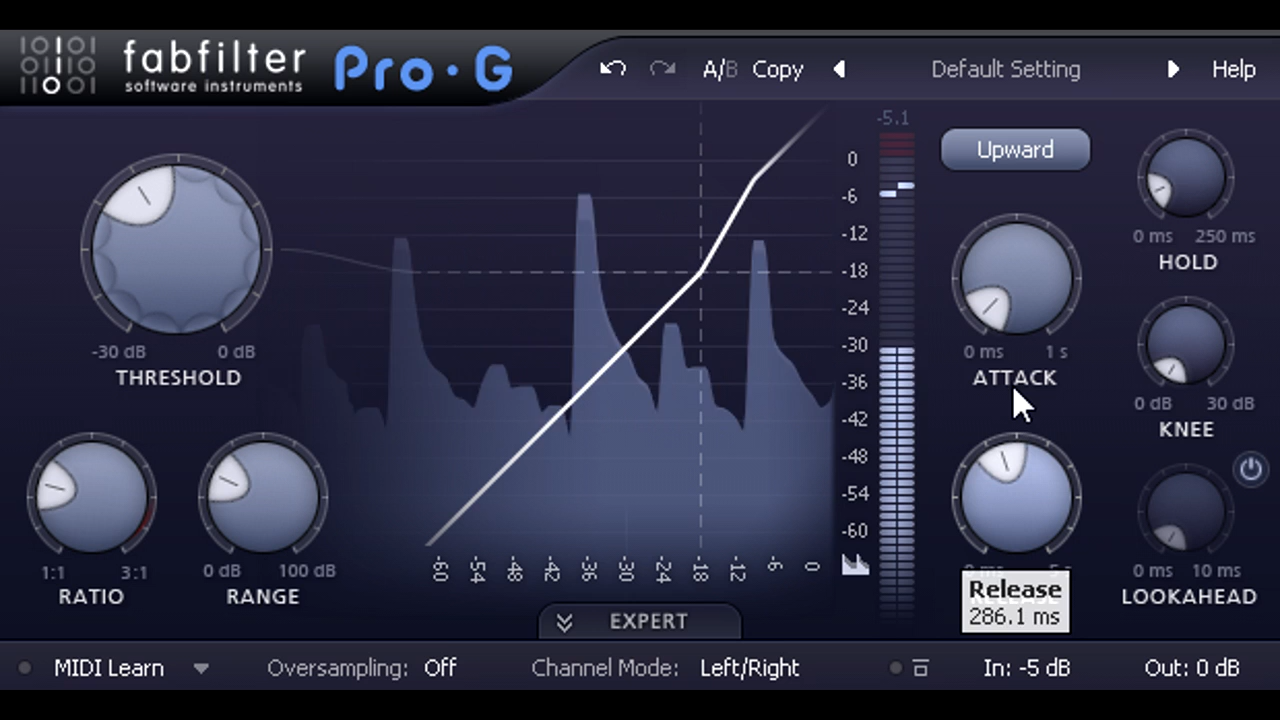 fabfilter
software instruments
Pro·G
A/B Copy
Default Setting
Help
-5.1
Upward
0
-6
-12
-18
-24
-30
-36
-42
-48
-54
-60
-60 -54 -48 -42 -36 -30 -24 -18 -12 -6 0
-30 dB 0 dB
THRESHOLD
1:1 3:1
RATIO
0 dB 100 dB
RANGE
0 ms 1 s
ATTACK
Release
286.1 ms
0 ms 250 ms
HOLD
0 dB 30 dB
KNEE
0 ms 10 ms
LOOKAHEAD
EXPERT
MIDI Learn
Oversampling: Off
Channel Mode: Left/Right
In: -5 dB
Out: 0 dB